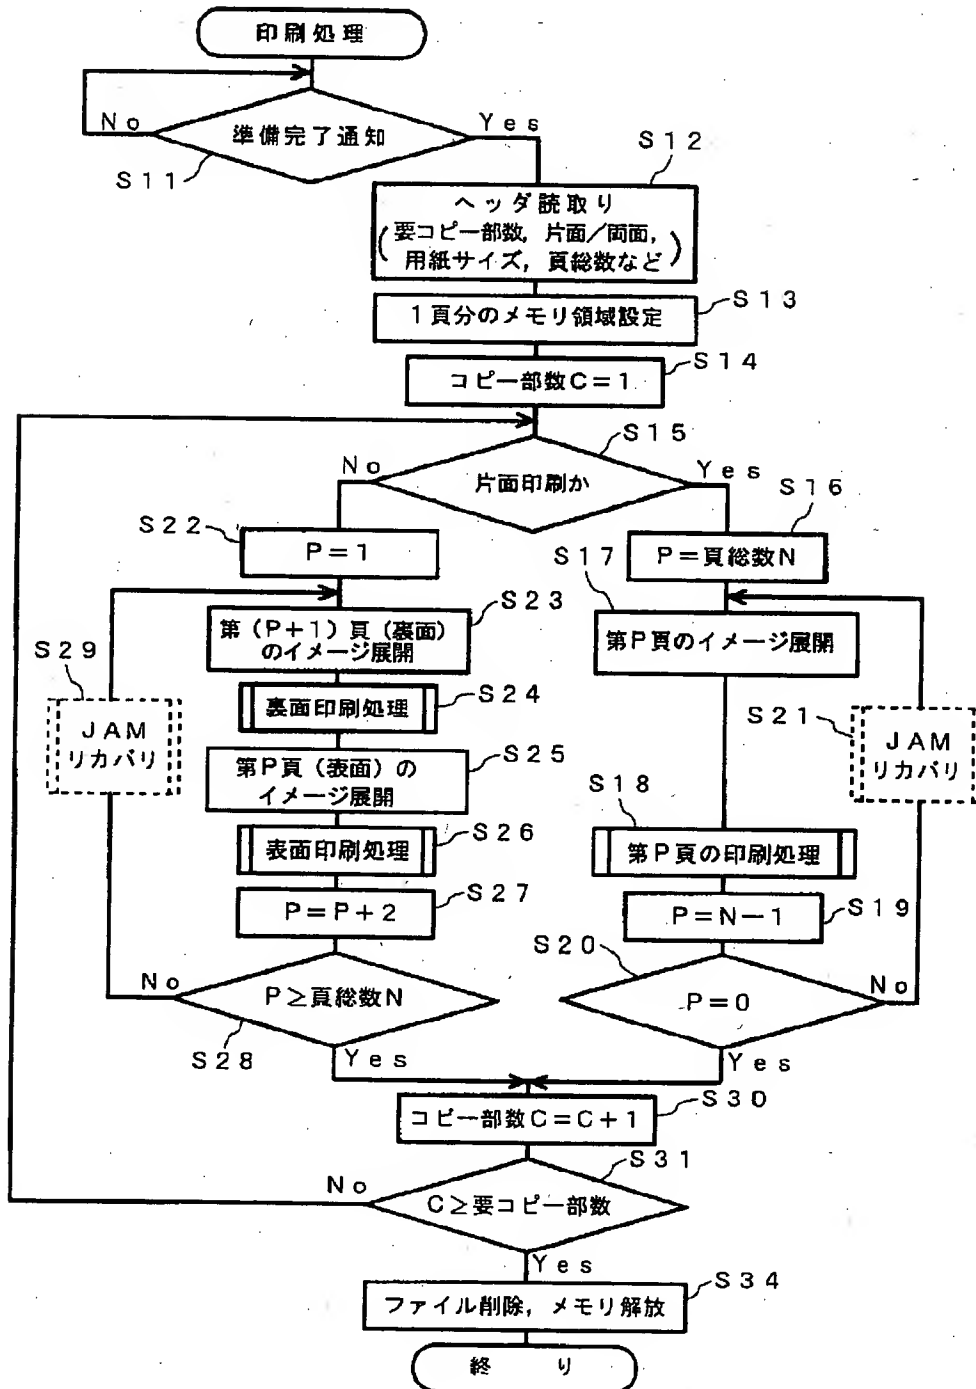 印刷処理
No
準備完了通知
Yes
S11
S12
ヘッダ読取り
(要コピー部数, 片面/両面,
用紙サイズ, 頁総数など)
S13
1頁分のメモリ領域設定
S14
コピー部数C=1
S15
No
片面印刷か
Yes
S16
S22
P=1
S17
P=頁総数N
S23
第(P+1)頁(裏面)
のイメージ展開
第P頁のイメージ展開
S29
JAM
リカバリ
S24
裏面印刷処理
S21
JAM
リカバリ
S25
第P頁(表面)の
イメージ展開
S18
S26
表面印刷処理
第P頁の印刷処理
S27
P=P+2
P=N-1
S19
S20
No
P≥頁総数N
P=0
No
S28
Yes
Yes
S30
コピー部数C=C+1
S31
No
C≥要コピー部数
Yes
S34
ファイル削除, メモリ解放
終り